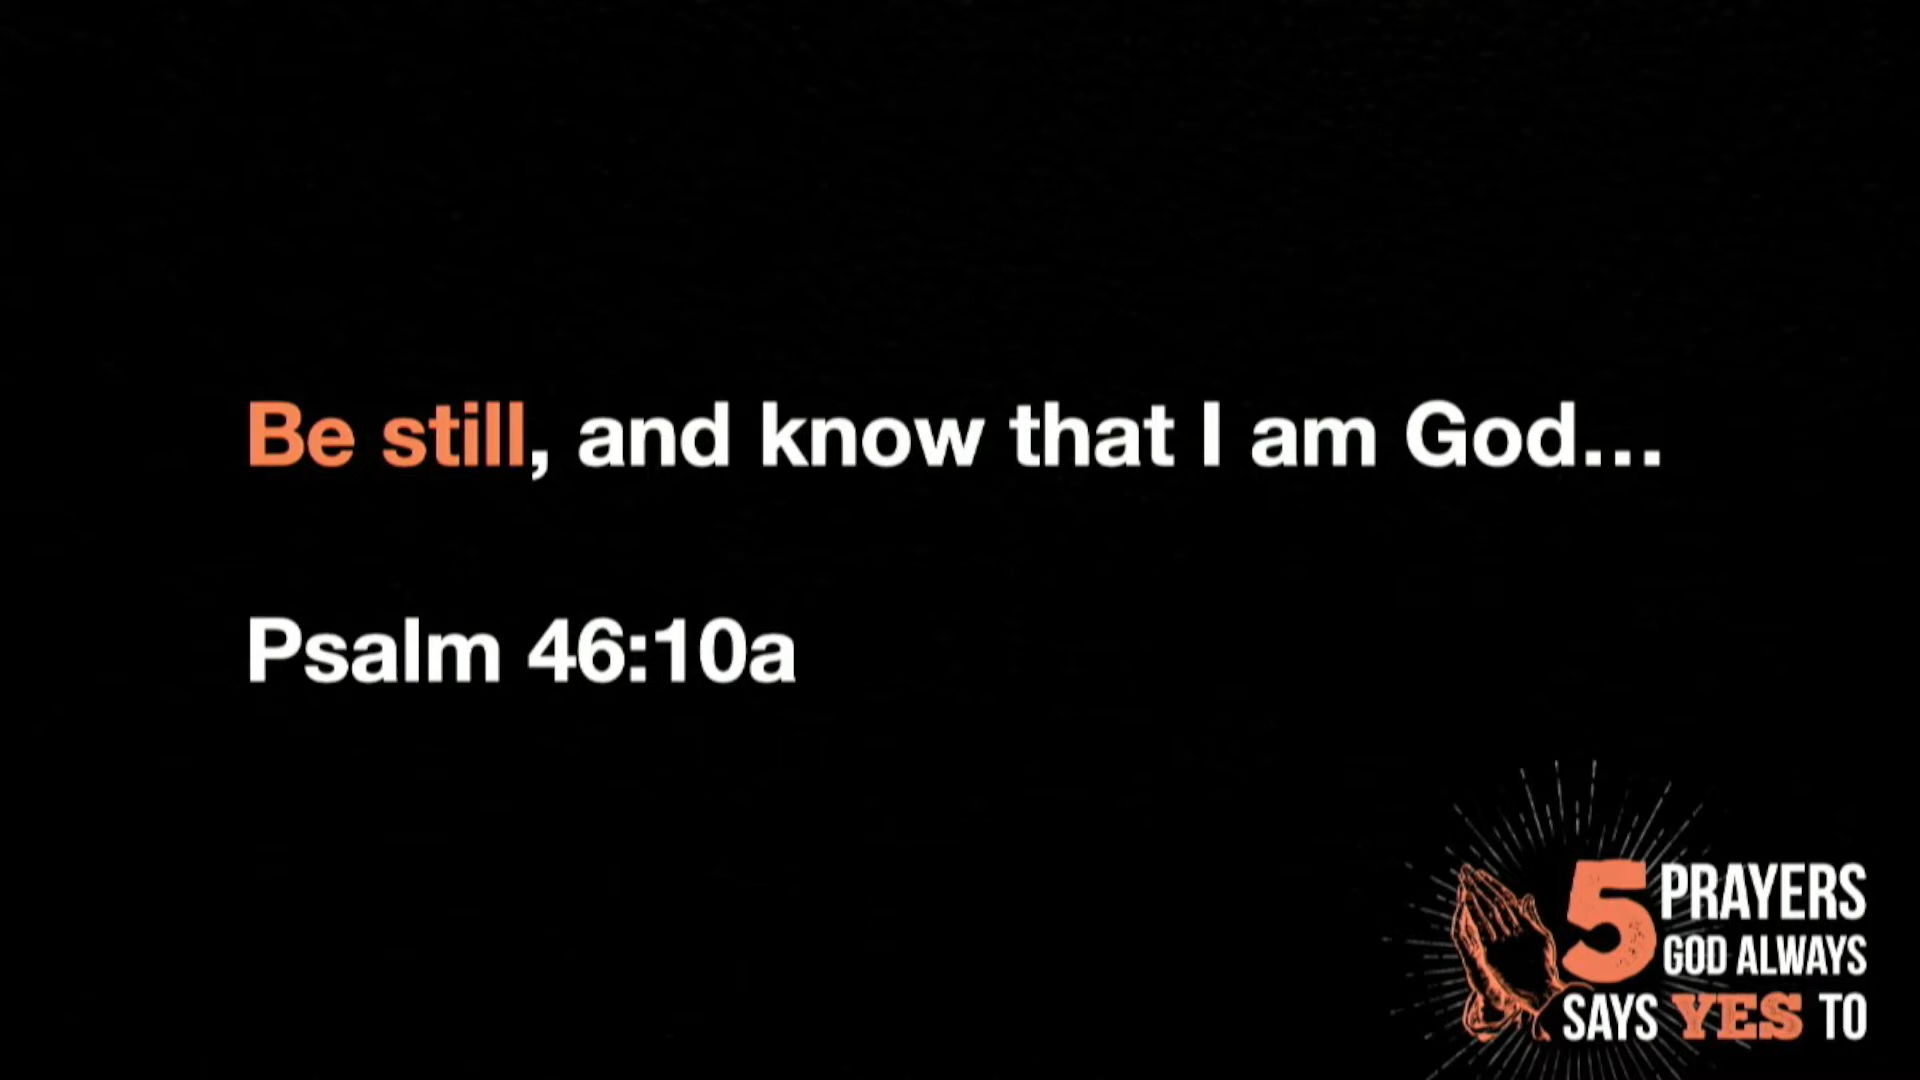 Be still, and know that I am God...
Psalm 46:10a
5 PRAYERS
GOD ALWAYS
SAYS YES TO